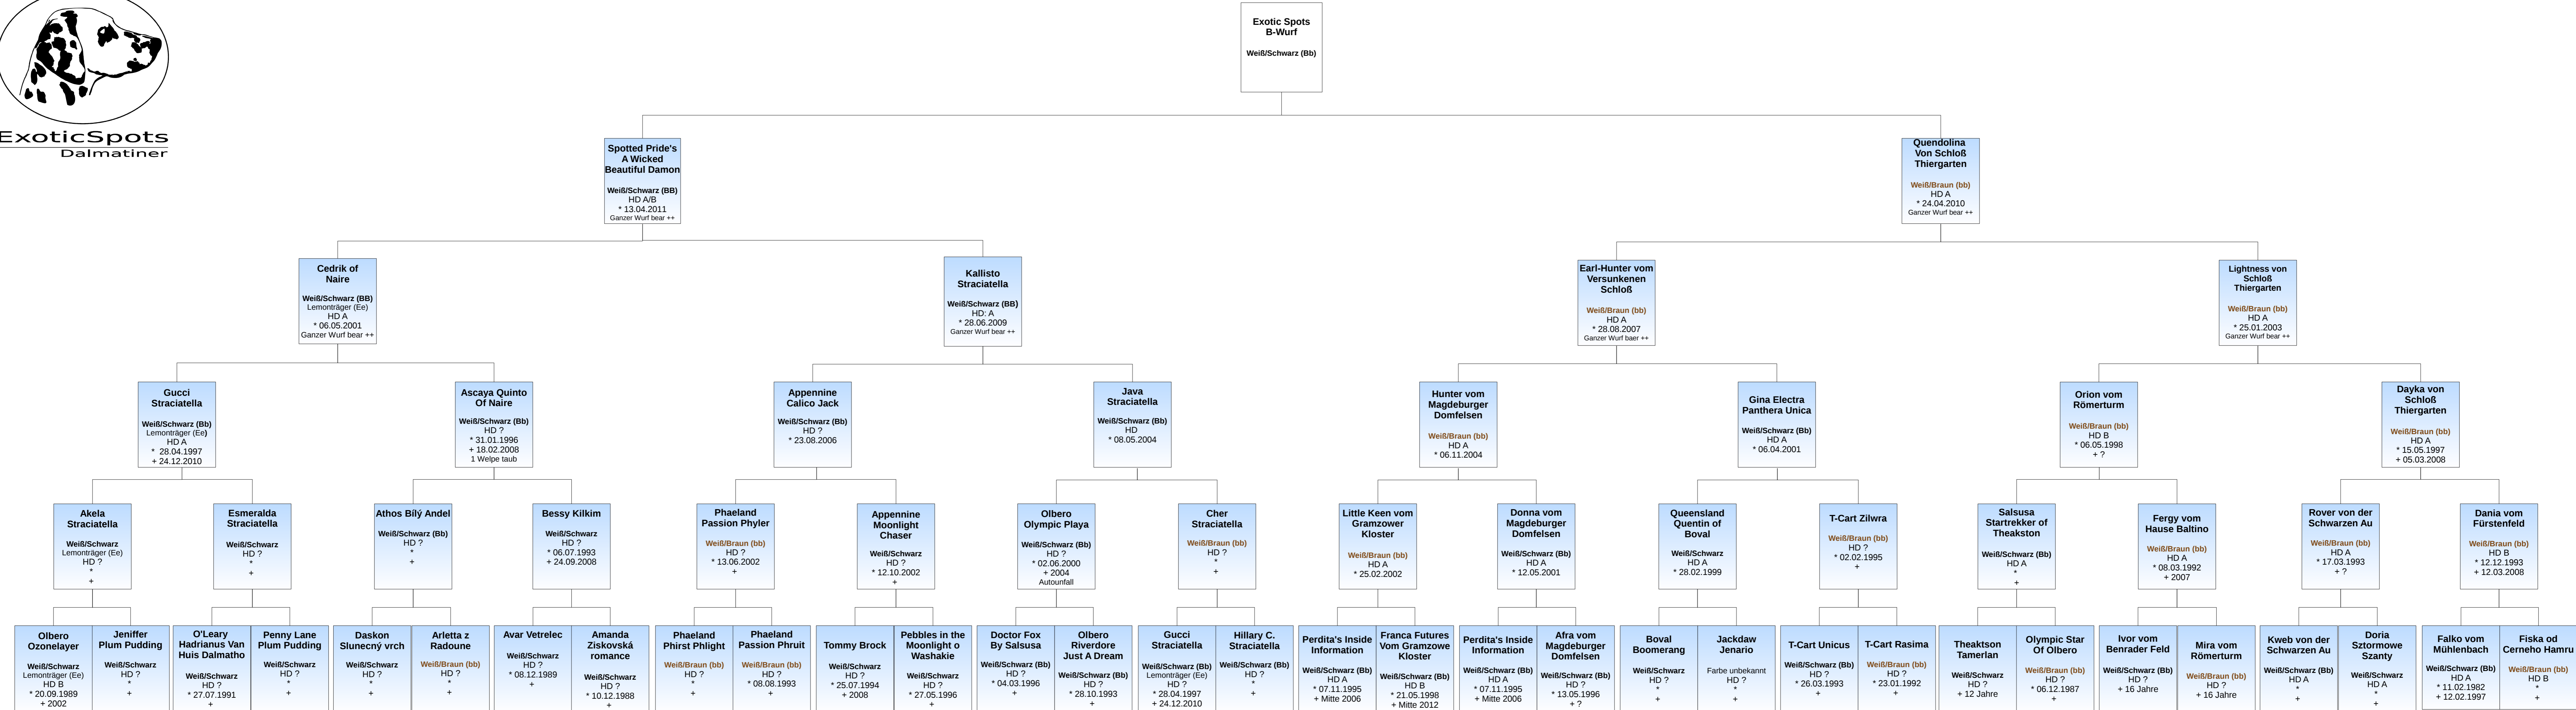 ExoticSpots
Dalmatiner
Exotic Spots
B-Wurf
Weiß/Schwarz (Bb)
Spotted Pride's
A Wicked
Beautiful Damon
Weiß/Schwarz (BB)
HD A/B
* 13.04.2011
Ganzer Wurf bear ++
Quendolina
Von Schloß
Thiergarten
Weiß/Braun (bb)
HD A
* 24.04.2010
Ganzer Wurf bear ++
Cedrik of
Naire
Weiß/Schwarz (BB)
Lemonträger (Ee)
HD A
* 06.05.2001
Ganzer Wurf bear ++
Kallisto
Straciatella
Weiß/Schwarz (BB)
HD: A
* 28.06.2009
Ganzer Wurf bear ++
Earl-Hunter vom
Versunkenen
Schloß
Weiß/Braun (bb)
HD A
* 28.08.2007
Ganzer Wurf baer ++
Lightness von
Schloß
Thiergarten
Weiß/Braun (bb)
HD A
* 25.01.2003
Ganzer Wurf bear ++
Gucci
Straciatella
Weiß/Schwarz (Bb)
Lemonträger (Ee)
HD A
* 28.04.1997
+ 24.12.2010
Ascaya Quinto
Of Naire
Weiß/Schwarz (Bb)
HD ?
* 31.01.1996
+ 18.02.2008
1 Welpe taub
Appennine
Calico Jack
Weiß/Schwarz (Bb)
HD ?
* 23.08.2006
Java
Straciatella
Weiß/Schwarz (Bb)
HD
* 08.05.2004
Hunter vom
Magdeburger
Domfelsen
Weiß/Braun (bb)
HD A
* 06.11.2004
Gina Electra
Panthera Unica
Weiß/Schwarz (Bb)
HD A
* 06.04.2001
Orion vom
Römerturm
Weiß/Braun (bb)
HD B
* 06.05.1998
+ ?
Dayka von
Schloß
Thiergarten
Weiß/Braun (bb)
HD A
* 15.05.1997
+ 05.03.2008
Akela
Straciatella
Weiß/Schwarz
Lemonträger (Ee)
HD ?
*
+
Esmeralda
Straciatella
Weiß/Schwarz
HD ?
*
+
Athos Bílý Andel
Weiß/Schwarz (Bb)
HD ?
*
+
Bessy Kilkim
Weiß/Schwarz
HD ?
* 06.07.1993
+ 24.09.2008
Phaeland
Passion Phyler
Weiß/Braun (bb)
HD ?
* 13.06.2002
+
Appennine
Moonlight
Chaser
Weiß/Schwarz
HD ?
* 12.10.2002
+
Olbero
Olympic Playa
Weiß/Schwarz (Bb)
HD ?
* 02.06.2000
+ 2004
Autounfall
Cher
Straciatella
Weiß/Braun (bb)
HD ?
*
+
Little Keen vom
Gramzower
Kloster
Weiß/Braun (bb)
HD A
* 25.02.2002
Donna vom
Magdeburger
Domfelsen
Weiß/Schwarz (Bb)
HD A
* 12.05.2001
Queensland
Quentin of
Boval
Weiß/Schwarz
HD A
* 28.02.1999
T-Cart Zilwra
Weiß/Braun (bb)
HD ?
* 02.02.1995
+
Salsusa
Startrekker of
Theakston
Weiß/Schwarz (Bb)
HD A
*
+
Fergy vom
Hause Baltino
Weiß/Braun (bb)
HD A
* 08.03.1992
+ 2007
Rover von der
Schwarzen Au
Weiß/Braun (bb)
HD A
* 17.03.1993
+ ?
Dania vom
Fürstenfeld
Weiß/Braun (bb)
HD B
* 12.12.1993
+ 12.03.2008
Olbero
Ozonelayer
Weiß/Schwarz
Lemonträger (Ee)
HD B
* 20.09.1989
+ 2002
Jeniffer
Plum Pudding
Weiß/Schwarz
HD ?
*
+
O'Leary
Hadrianus Van
Huis Dalmatho
Weiß/Schwarz
HD ?
* 27.07.1991
+
Penny Lane
Plum Pudding
Weiß/Schwarz
HD ?
*
+
Daskon
Slunecný vrch
Weiß/Schwarz
HD ?
*
+
Arletta z
Radoune
Weiß/Braun (bb)
HD ?
*
+
Avar Vetrelec
Weiß/Schwarz
HD ?
* 08.12.1989
+
Amanda
Ziskovská
romance
Weiß/Schwarz
HD ?
* 10.12.1988
+
Phaeland
Phirst Phlight
Weiß/Braun (bb)
HD ?
*
+
Phaeland
Passion Phruit
Weiß/Braun (bb)
HD ?
* 08.08.1993
+
Tommy Brock
Weiß/Schwarz
HD ?
* 25.07.1994
+ 2008
Pebbles in the
Moonlight o
Washakie
Weiß/Schwarz
HD ?
* 27.05.1996
+
Doctor Fox
By Salsusa
Weiß/Schwarz (Bb)
HD ?
* 04.03.1996
+
Olbero
Riverdore
Just A Dream
Weiß/Schwarz (Bb)
HD ?
* 28.10.1993
+
Gucci
Straciatella
Weiß/Schwarz (Bb)
Lemonträger (Ee)
HD ?
* 28.04.1997
+ 24.12.2010
Hillary C.
Straciatella
Weiß/Schwarz (Bb)
HD ?
*
+
Perdita's Inside
Information
Weiß/Schwarz (Bb)
HD A
* 07.11.1995
+ Mitte 2006
Franca Futures
Vom Gramzowe
Kloster
Weiß/Schwarz (Bb)
HD B
* 21.05.1998
+ Mitte 2012
Perdita's Inside
Information
Weiß/Schwarz (Bb)
HD A
* 07.11.1995
+ Mitte 2006
Afra vom
Magdeburger
Domfelsen
Weiß/Schwarz (Bb)
HD ?
* 13.05.1996
+ ?
Boval
Boomerang
Weiß/Schwarz
HD ?
*
+
Jackdaw
Jenario
Farbe unbekannt
HD ?
*
+
T-Cart Unicus
Weiß/Schwarz (Bb)
HD ?
* 26.03.1993
+
T-Cart Rasima
Weiß/Braun (bb)
HD ?
* 23.01.1992
+
Theaktson
Tamerlan
Weiß/Schwarz
HD ?
+ 12 Jahre
Olympic Star
Of Olbero
Weiß/Braun (bb)
HD ?
* 06.12.1987
+
Ivor vom
Benrader Feld
Weiß/Schwarz (Bb)
HD ?
+ 16 Jahre
Mira vom
Römerturm
Weiß/Braun (bb)
HD ?
+ 16 Jahre
Kweb von der
Schwarzen Au
Weiß/Schwarz (Bb)
HD A
*
+
Doria
Sztormowe
Szanty
Weiß/Schwarz
HD A
*
+
Falko vom
Mühlenbach
Weiß/Schwarz (Bb)
HD A
* 11.02.1982
+ 12.02.1997
Fiska od
Cerneho Hamru
Weiß/Braun (bb)
HD B
*
+